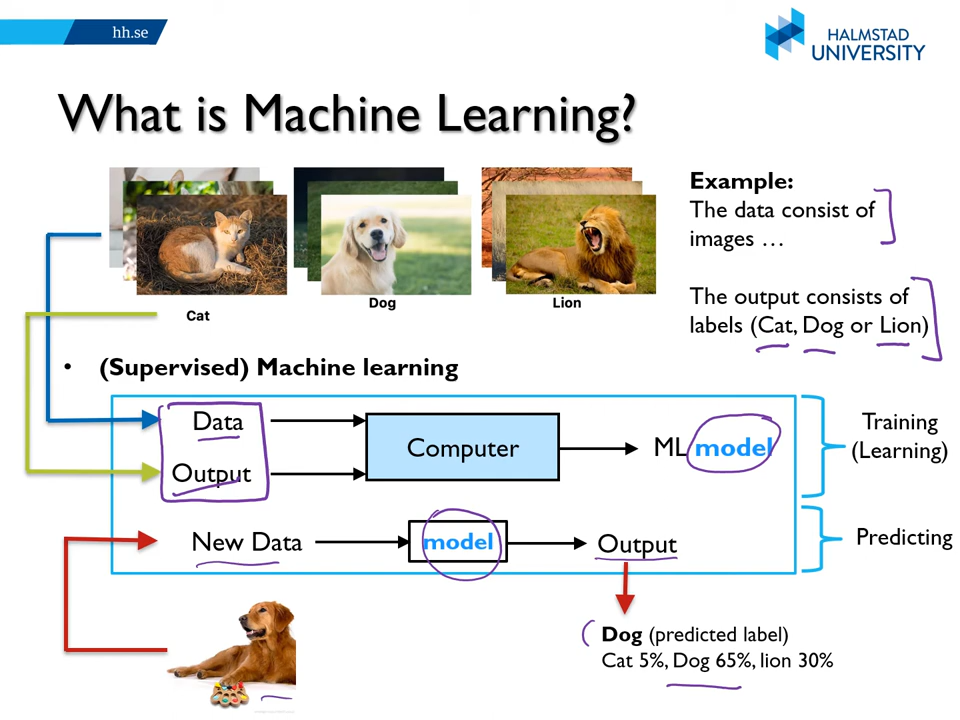 hh.se
HALMSTAD
UNIVERSITY
What is Machine Learning?
Example:
The data consist of
images …
The output consists of
labels (Cat, Dog or Lion)
Cat
Dog
Lion
• (Supervised) Machine learning
Data
Output
Computer
ML model
Training
(Learning)
New Data
model
Output
Predicting
Dog (predicted label)
Cat 5%, Dog 65%, lion 30%